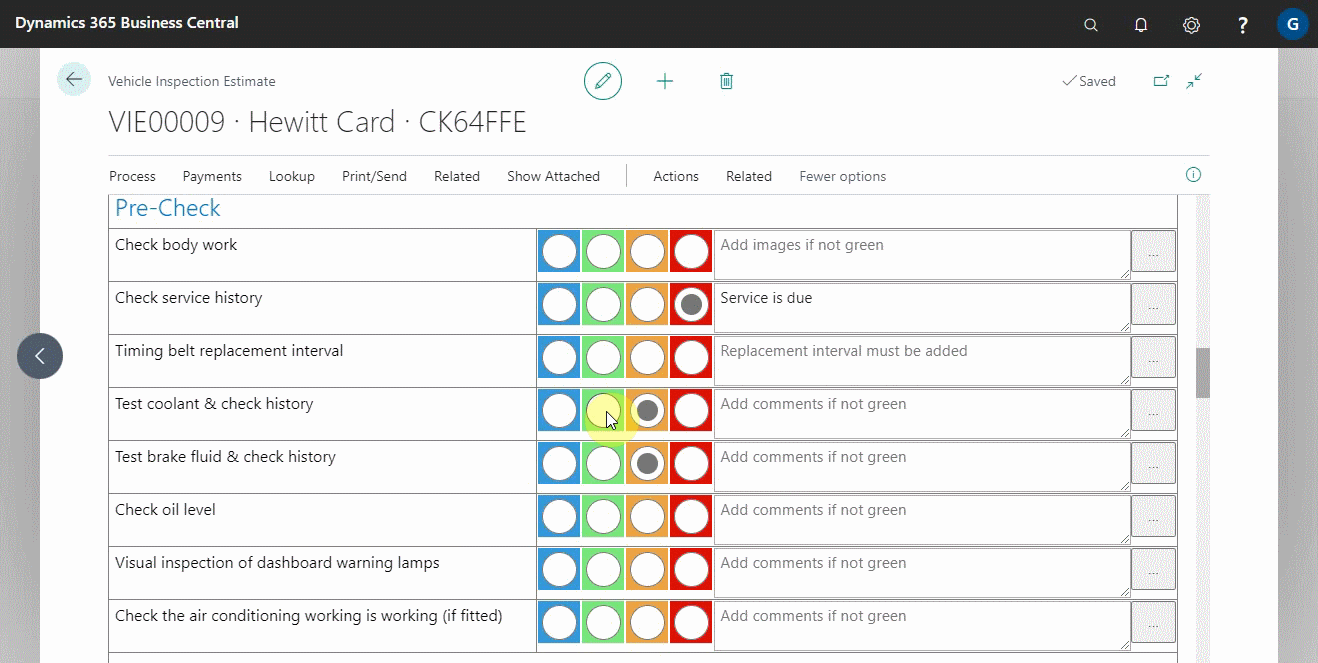 Dynamics 365 Business Central
?
G
Vehicle Inspection Estimate
Saved
VIE00009 · Hewitt Card · CK64FFE
Process Payments Lookup Print/Send Related Show Attached Actions Related Fewer options
Pre-Check
Check body work Add images if not green ...
Check service history Service is due ...
Timing belt replacement interval Replacement interval must be added ...
Test coolant & check history Add comments if not green ...
Test brake fluid & check history Add comments if not green ...
Check oil level Add comments if not green ...
Visual inspection of dashboard warning lamps Add comments if not green ...
Check the air conditioning working is working (if fitted) Add comments if not green ...